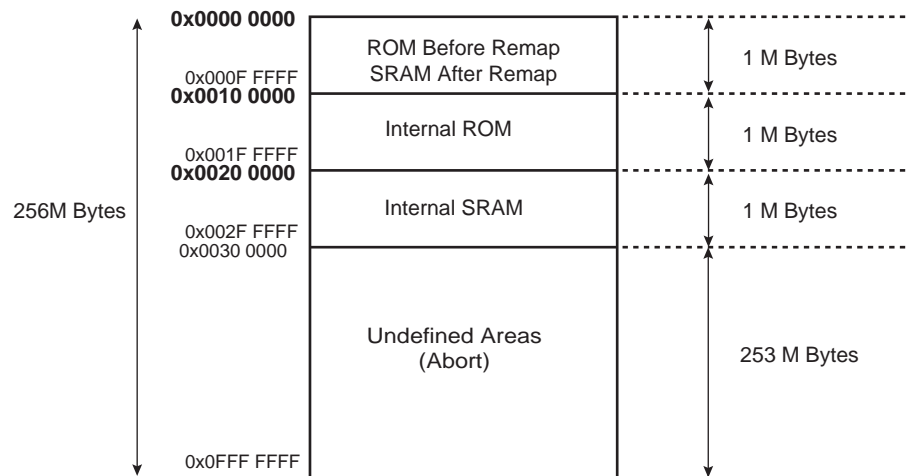 0x0000 0000
ROM Before Remap
SRAM After Remap
1 M Bytes
0x000F FFFF
0x0010 0000
Internal ROM
1 M Bytes
0x001F FFFF
0x0020 0000
256M Bytes
Internal SRAM
1 M Bytes
0x002F FFFF
0x0030 0000
Undefined Areas
(Abort)
253 M Bytes
0x0FFF FFFF